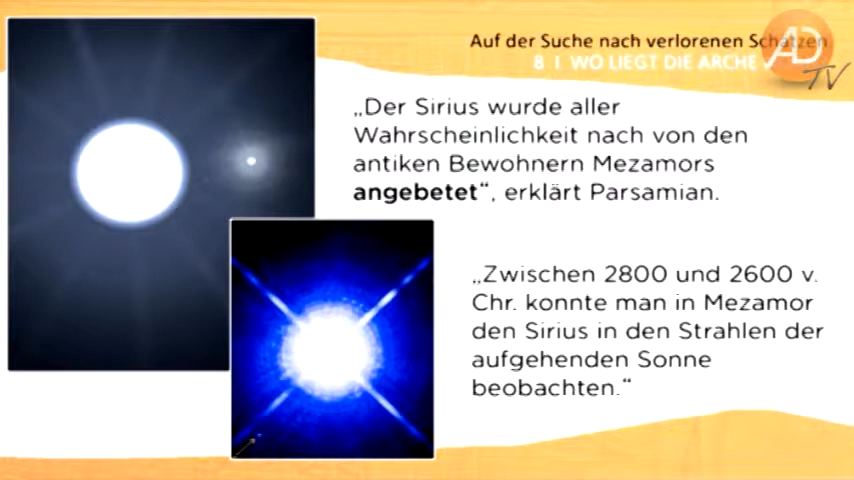 Auf der Suche nach verlorenen Schätzen
8 | WO LIEGT DIE ARCHE
AD
TV
„Der Sirius wurde aller
Wahrscheinlichkeit nach von den
antiken Bewohnern Mezamors
angebetet“, erklärt Parsamian.
„Zwischen 2800 und 2600 v.
Chr. konnte man in Mezamor
den Sirius in den Strahlen der
aufgehenden Sonne
beobachten.“